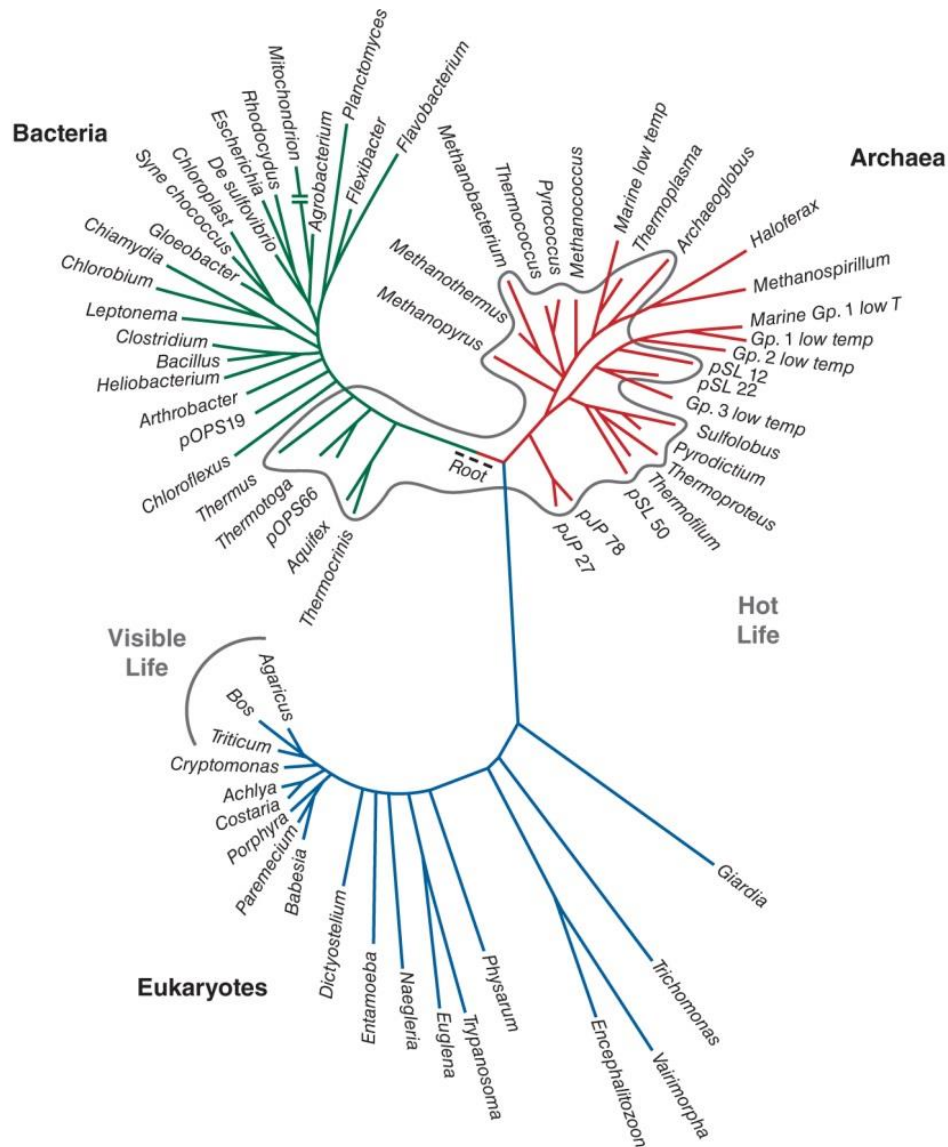 Bacteria
Archaea
Chloroflexus
pOPS19
Arthrobacter
Heliobacterium
Bacillus
Clostridium
Leptonema
Chlorobium
Chiamydia
Gloeobacter
Syne chococcus
Chloroplast
De sulfovibrio
Escherichia
Rhodocydus
Mitochondrion
Agrobacterium
Planctomyces
Flexibacter
Flavobacterium
Thermus
Thermotoga
pOPS66
Aquifex
Thermocrinis
Root
Methanopyrus
Methanothermus
Methanobacterium
Thermococcus
Pyrococcus
Methanococcus
Marine low temp
Thermoplasma
Archaeoglobus
Haloferax
Methanospirillum
Marine Gp. 1 low T
Gp. 1 low temp
Gp. 2 low temp
pSL 12
pSL 22
Gp. 3 low temp
Sulfolobus
Pyrodictium
Thermoproteus
Thermofilum
pSL 50
pJP 78
pJP 27
Hot
Life
Visible
Life
Agaricus
Bos
Triticum
Cryptomonas
Achlya
Costaria
Porphyra
Paremecium
Babesia
Dictyostelium
Entamoeba
Naegleria
Euglena
Trypanosoma
Physarum
Encephalitozoon
Vairimorpha
Trichomonas
Giardia
Eukaryotes